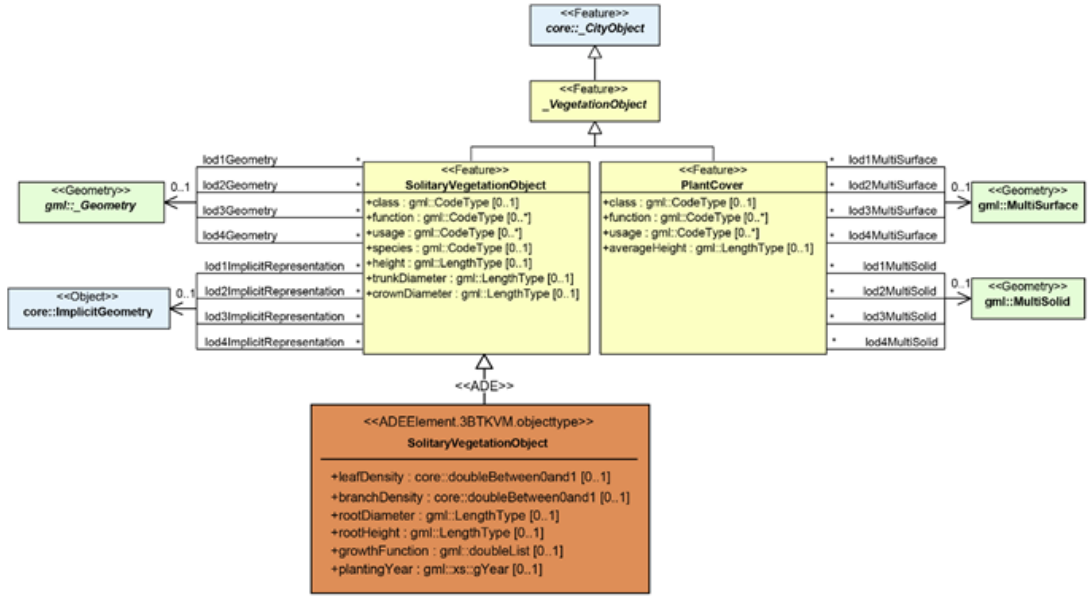 <<Feature>>
core::_CityObject
<<Feature>>
_VegetationObject
lod1Geometry *
lod2Geometry *
lod3Geometry *
lod4Geometry *
<<Geometry>>
gml::_Geometry
0..1
lod1ImplicitRepresentation *
lod2ImplicitRepresentation *
lod3ImplicitRepresentation *
lod4ImplicitRepresentation *
<<Object>>
core::ImplicitGeometry
0..1
<<Feature>>
SolitaryVegetationObject
+class : gml::CodeType [0..1]
+function : gml::CodeType [0..*]
+usage : gml::CodeType [0..*]
+species : gml::CodeType [0..1]
+height : gml::LengthType [0..1]
+trunkDiameter : gml::LengthType [0..1]
+crownDiameter : gml::LengthType [0..1]
<<Feature>>
PlantCover
+class : gml::CodeType [0..1]
+function : gml::CodeType [0..*]
+usage : gml::CodeType [0..*]
+averageHeight : gml::LengthType [0..1]
* lod1MultiSurface
* lod2MultiSurface
* lod3MultiSurface
* lod4MultiSurface
0..1
<<Geometry>>
gml::MultiSurface
* lod1MultiSolid
* lod2MultiSolid
* lod3MultiSolid
* lod4MultiSolid
0..1
<<Geometry>>
gml::MultiSolid
<<ADE>>
<<ADEElement.3BTKVM.objecttype>>
SolitaryVegetationObject
+leafDensity : core::doubleBetween0and1 [0..1]
+branchDensity : core::doubleBetween0and1 [0..1]
+rootDiameter : gml::LengthType [0..1]
+rootHeight : gml::LengthType [0..1]
+growthFunction : gml::doubleList [0..1]
+plantingYear : gml::xs::gYear [0..1]